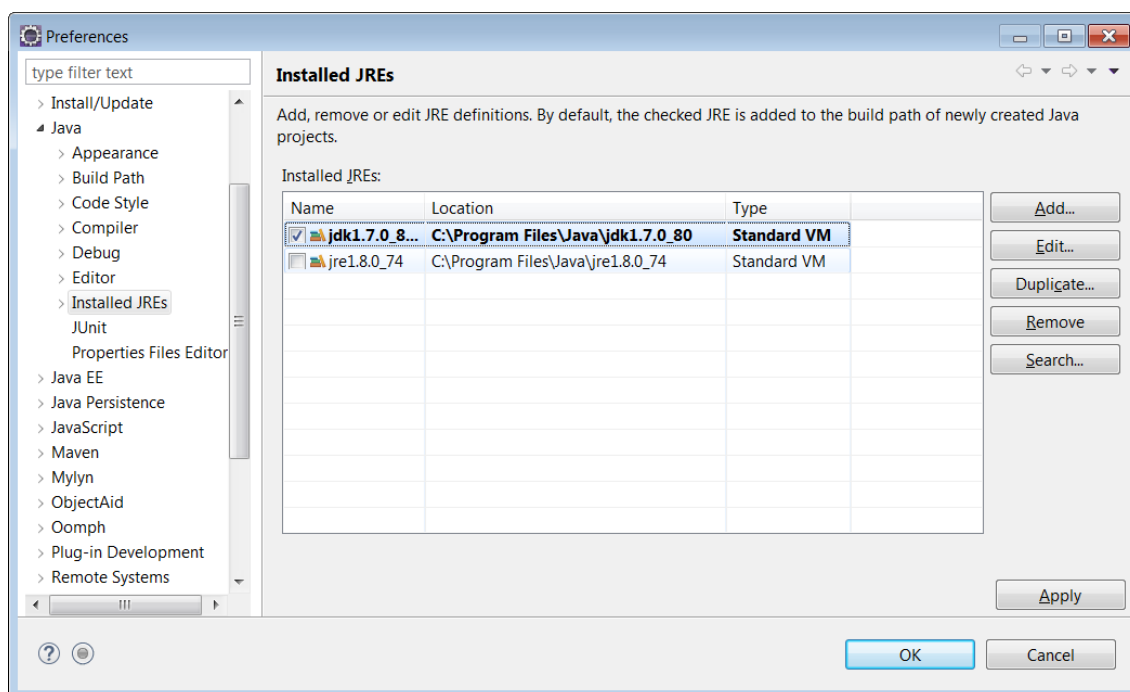 Preferences
type filter text
Install/Update
Java
Appearance
Build Path
Code Style
Compiler
Debug
Editor
Installed JREs
JUnit
Properties Files Editor
Java EE
Java Persistence
JavaScript
Maven
Mylyn
ObjectAid
Oomph
Plug-in Development
Remote Systems
Installed JREs
Add, remove or edit JRE definitions. By default, the checked JRE is added to the build path of newly created Java
projects.
Installed JREs:
Name Location Type
jdk1.7.0_8... C:\Program Files\Java\jdk1.7.0_80 Standard VM
jre1.8.0_74 C:\Program Files\Java\jre1.8.0_74 Standard VM
Add...
Edit...
Duplicate...
Remove
Search...
Apply
OK Cancel